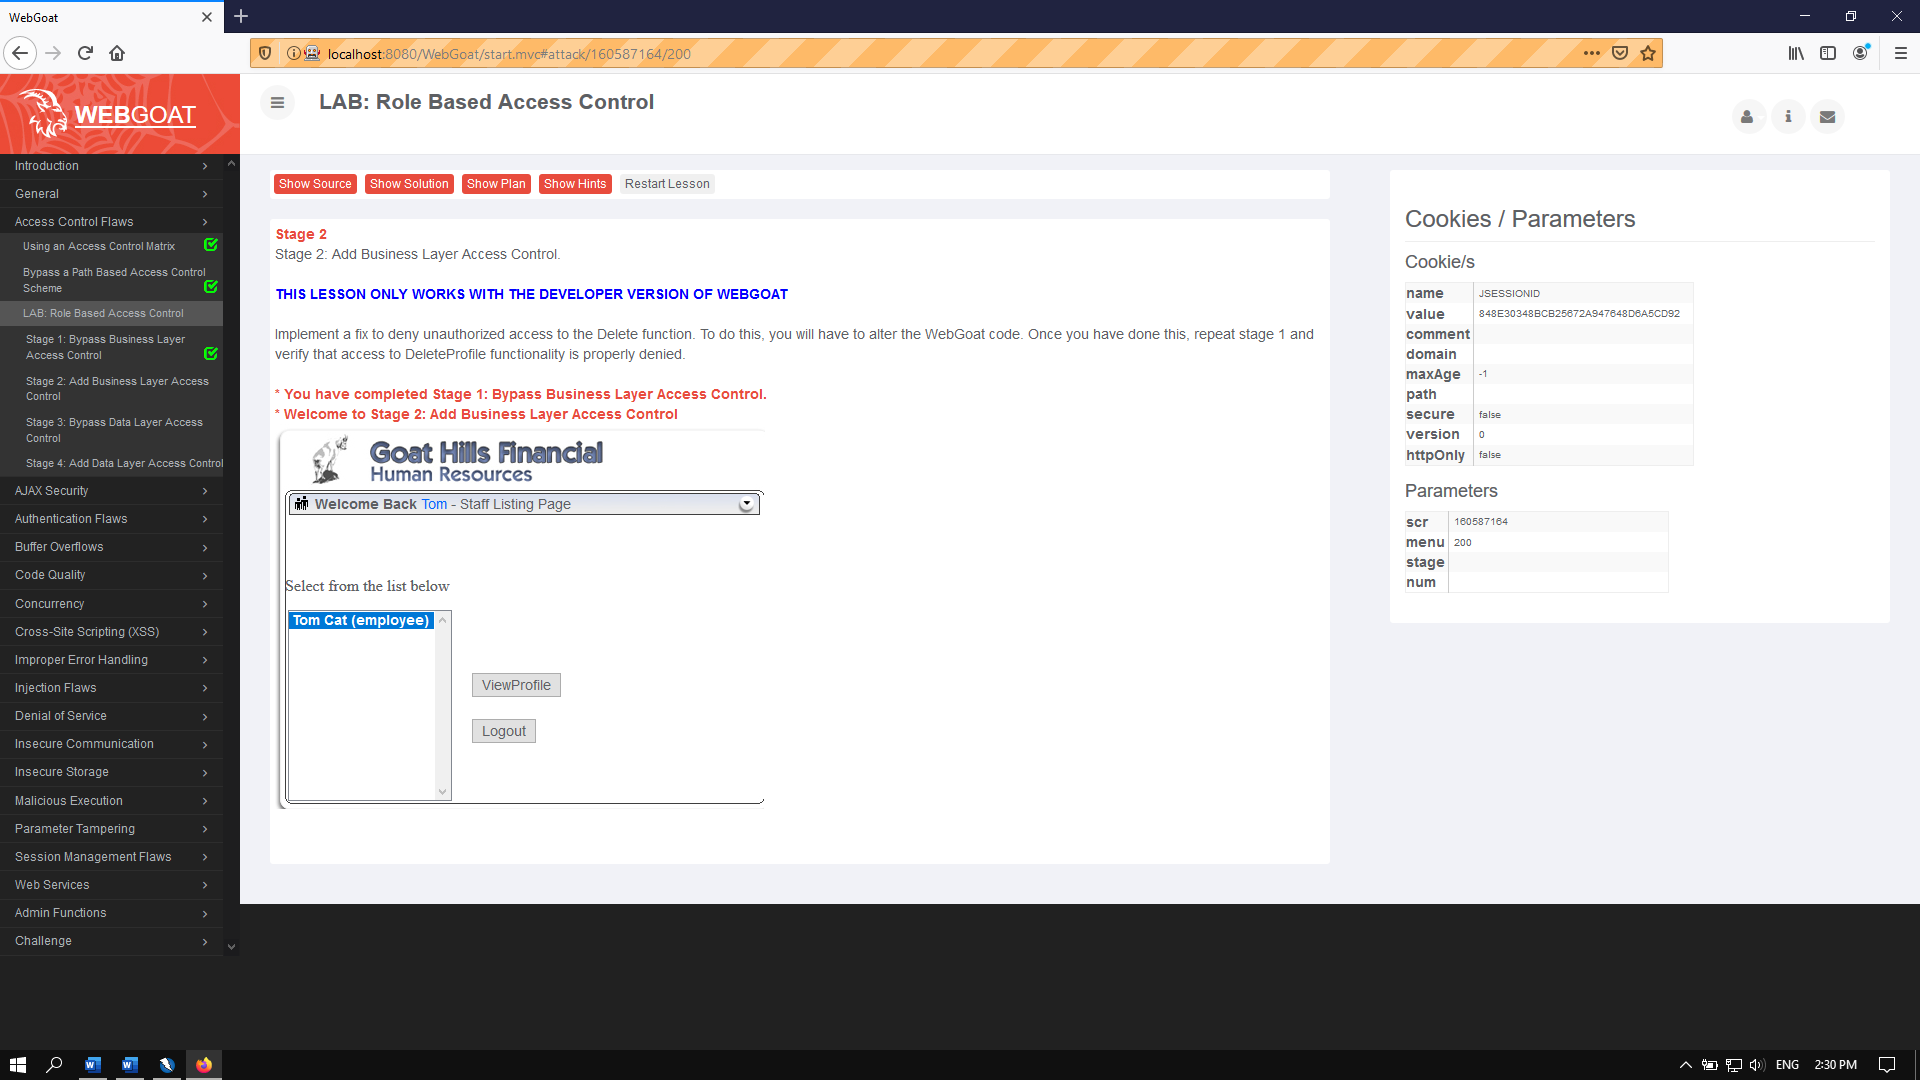 WebGoat
localhost:8080/WebGoat/start.mvc#attack/160587164/200
WEBGOAT
LAB: Role Based Access Control
Introduction
General
Access Control Flaws
Using an Access Control Matrix
Bypass a Path Based Access Control
Scheme
LAB: Role Based Access Control
Stage 1: Bypass Business Layer
Access Control
Stage 2: Add Business Layer Access
Control
Stage 3: Bypass Data Layer Access
Control
Stage 4: Add Data Layer Access Control
AJAX Security
Authentication Flaws
Buffer Overflows
Code Quality
Concurrency
Cross-Site Scripting (XSS)
Improper Error Handling
Injection Flaws
Denial of Service
Insecure Communication
Insecure Storage
Malicious Execution
Parameter Tampering
Session Management Flaws
Web Services
Admin Functions
Challenge
Show Source Show Solution Show Plan Show Hints Restart Lesson
Stage 2
Stage 2: Add Business Layer Access Control.
THIS LESSON ONLY WORKS WITH THE DEVELOPER VERSION OF WEBGOAT
Implement a fix to deny unauthorized access to the Delete function. To do this, you will have to alter the WebGoat code. Once you have done this, repeat stage 1 and
verify that access to DeleteProfile functionality is properly denied.
* You have completed Stage 1: Bypass Business Layer Access Control.
* Welcome to Stage 2: Add Business Layer Access Control
Goat Hills Financial
Human Resources
Welcome Back Tom - Staff Listing Page
Select from the list below
Tom Cat (employee)
ViewProfile
Logout
Cookies / Parameters
Cookie/s
name JSESSIONID
value 848E30348BCB25672A947648D6A5CD92
comment
domain
maxAge -1
path
secure false
version 0
httpOnly false
Parameters
scr 160587164
menu 200
stage
num
ENG 2:30 PM